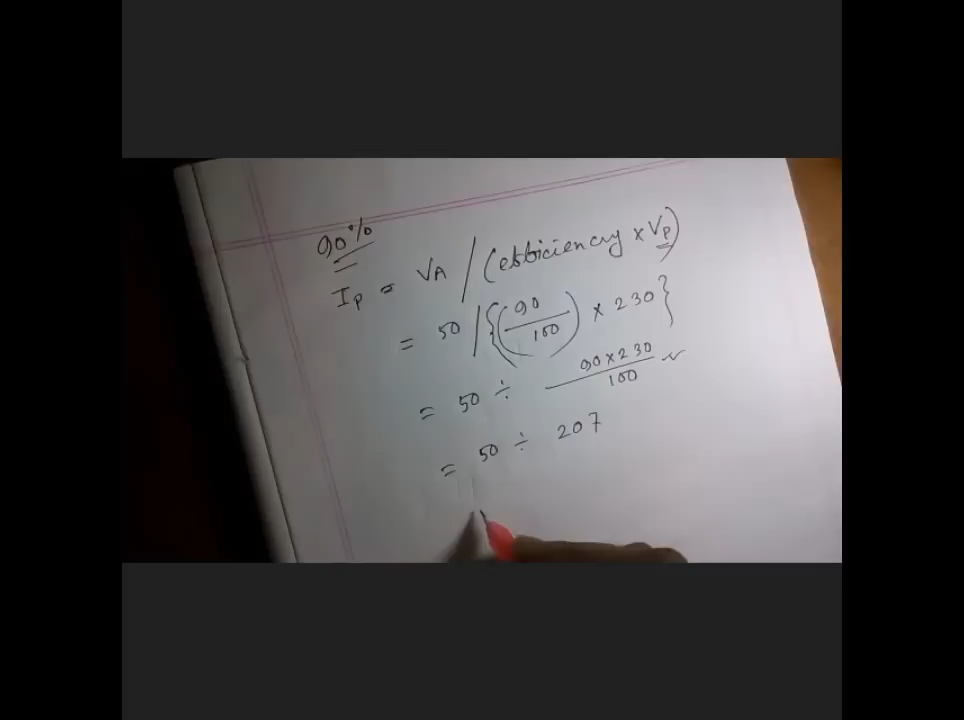 90%
Ip = VA / (efficiency x Vp)
= 50 / {(90/100) x 230}
= 50 ÷ 90x230/100 ✓
= 50 ÷ 207